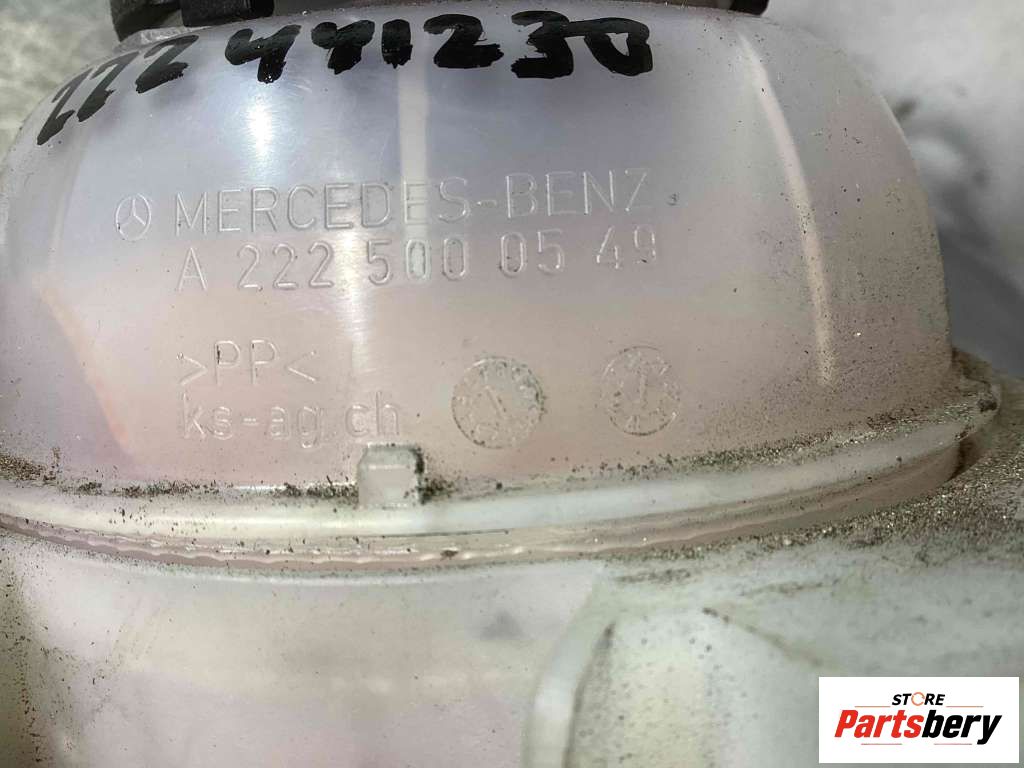 222 441230
MERCEDES-BENZ
A 222 500 05 49
>PP<
ks-ag.ch
STORE
Partsbery